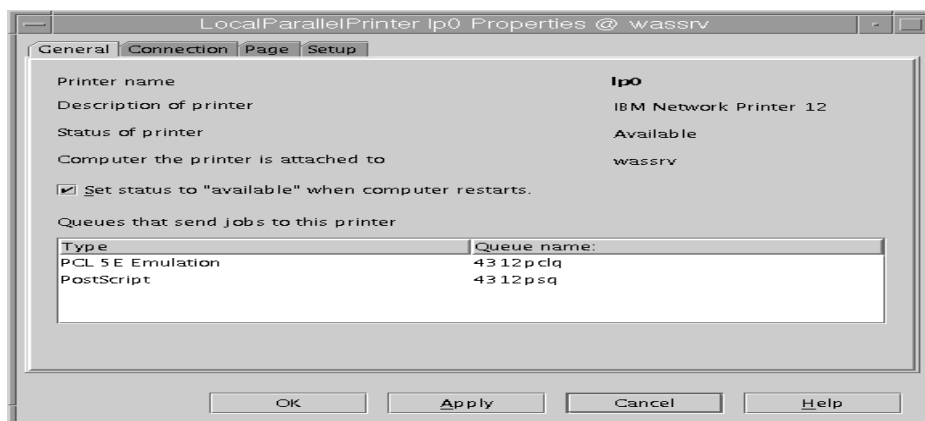 LocalParallelPrinter lp0 Properties @ wassrv
General Connection Page Setup
Printer name lp0
Description of printer IBM Network Printer 12
Status of printer Available
Computer the printer is attached to wassrv
Set status to "available" when computer restarts.
Queues that send jobs to this printer
Type Queue name:
PCL 5E Emulation 4312pclq
PostScript 4312psq
OK Apply Cancel Help